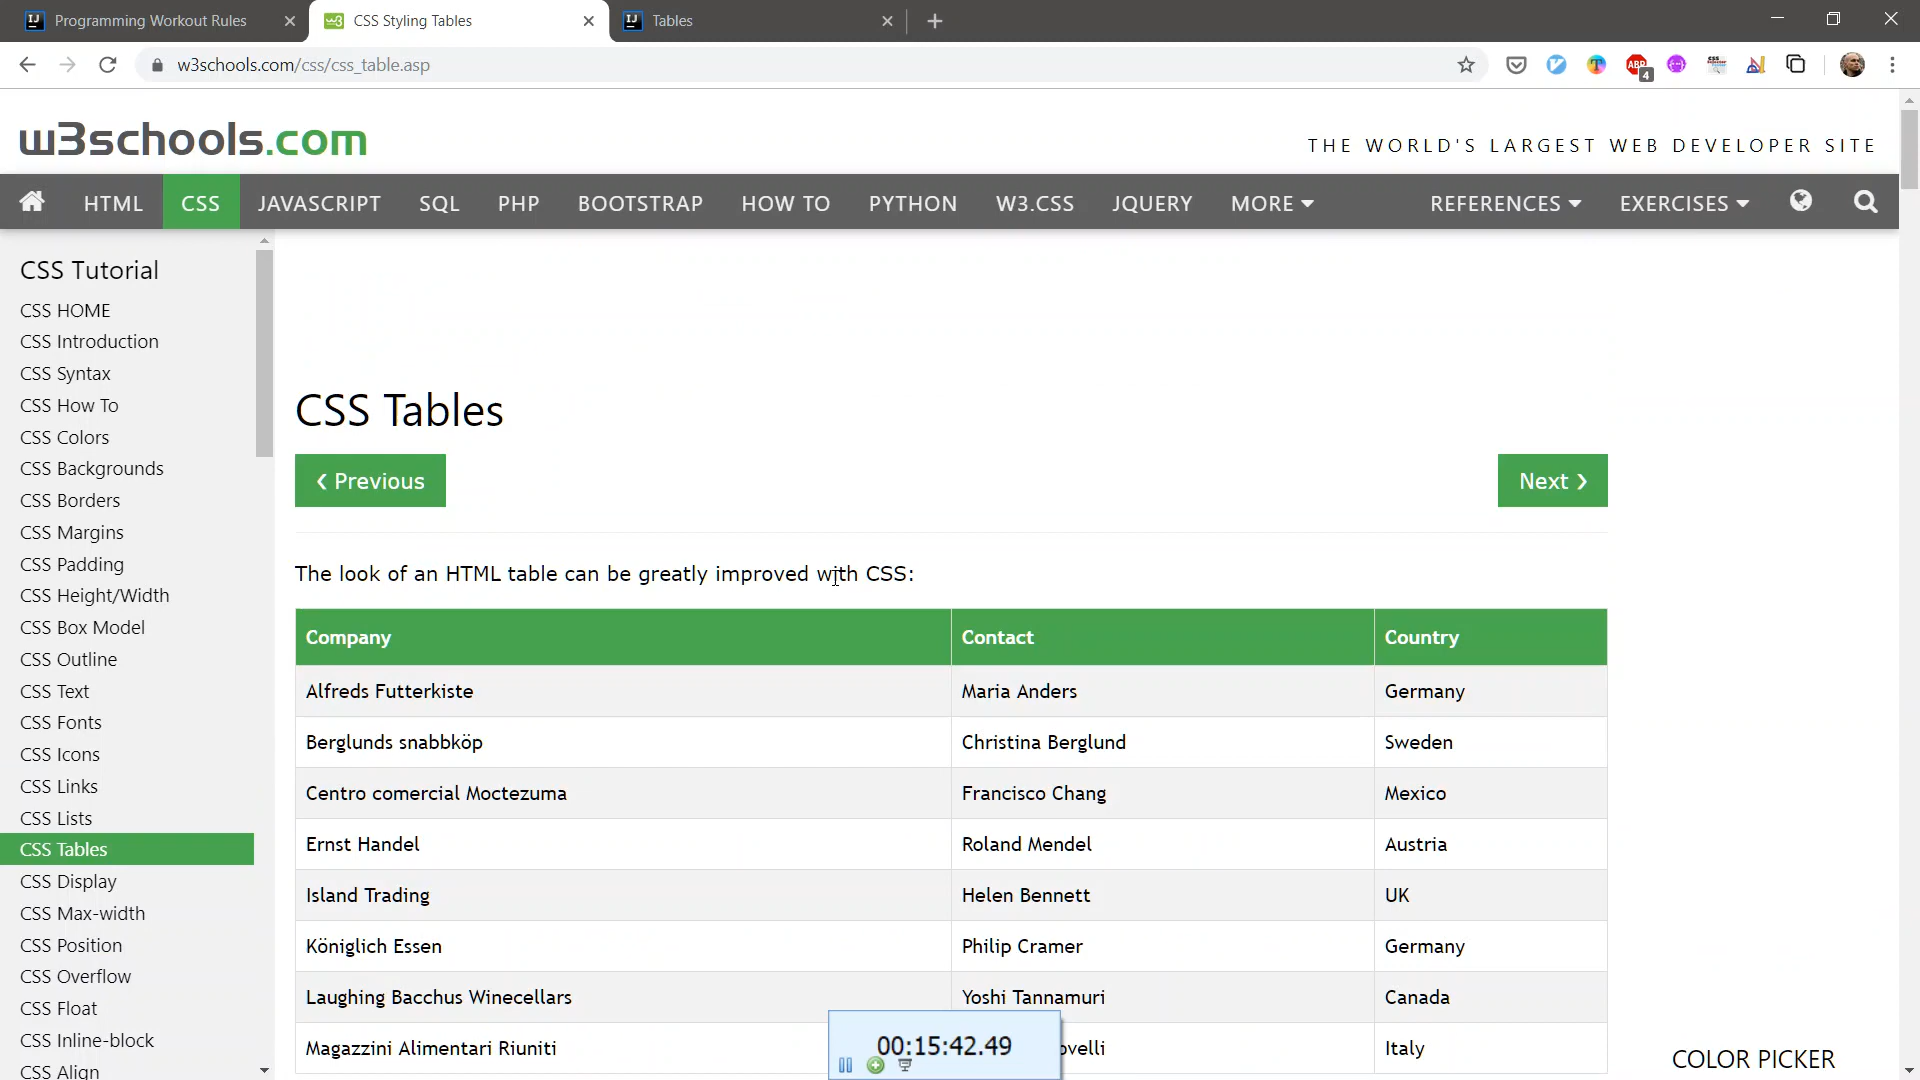 Programming Workout Rules
CSS Styling Tables
Tables
w3schools.com/css/css_table.asp
ABP
4
CSS
w3schools.com
THE WORLD'S LARGEST WEB DEVELOPER SITE
HTML
CSS
JAVASCRIPT
SQL
PHP
BOOTSTRAP
HOW TO
PYTHON
W3.CSS
JQUERY
MORE
REFERENCES
EXERCISES
CSS Tutorial
CSS HOME
CSS Introduction
CSS Syntax
CSS How To
CSS Colors
CSS Backgrounds
CSS Borders
CSS Margins
CSS Padding
CSS Height/Width
CSS Box Model
CSS Outline
CSS Text
CSS Fonts
CSS Icons
CSS Links
CSS Lists
CSS Tables
CSS Display
CSS Max-width
CSS Position
CSS Overflow
CSS Float
CSS Inline-block
CSS Align
CSS Tables
❮ Previous
Next ❯
The look of an HTML table can be greatly improved with CSS:
Company Contact Country
Alfreds Futterkiste Maria Anders Germany
Berglunds snabbköp Christina Berglund Sweden
Centro comercial Moctezuma Francisco Chang Mexico
Ernst Handel Roland Mendel Austria
Island Trading Helen Bennett UK
Königlich Essen Philip Cramer Germany
Laughing Bacchus Winecellars Yoshi Tannamuri Canada
Magazzini Alimentari Riuniti ovelli Italy
00:15:42.49
COLOR PICKER